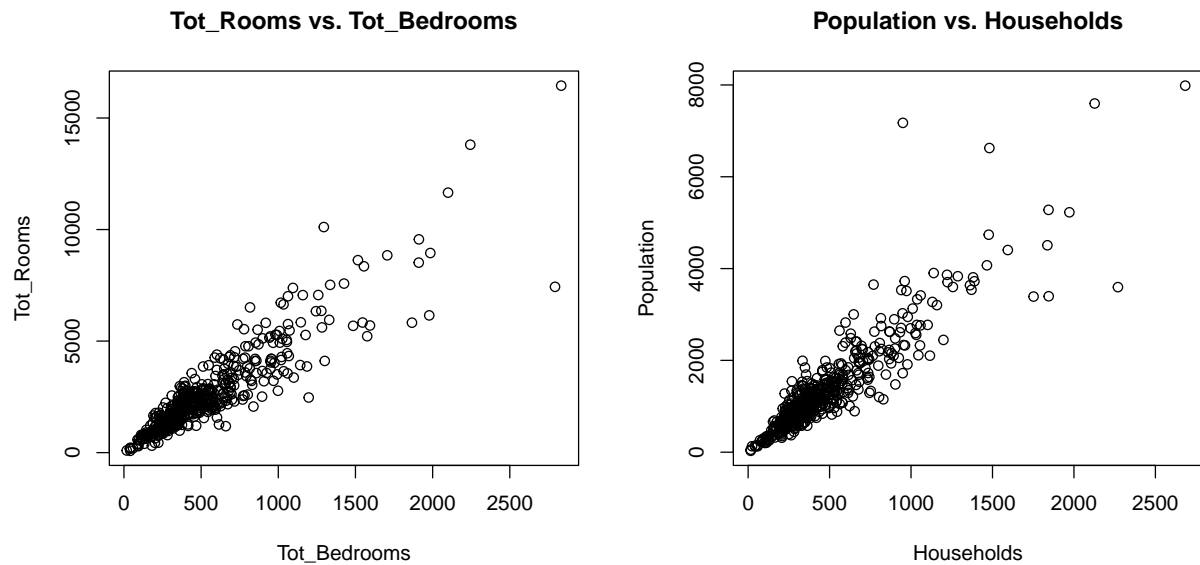 Tot_Rooms vs. Tot_Bedrooms
Tot_Rooms
15000
10000
5000
0
0 500 1000 1500 2000 2500
Tot_Bedrooms
Population vs. Households
Population
8000
6000
4000
2000
0
0 500 1000 1500 2000 2500
Households